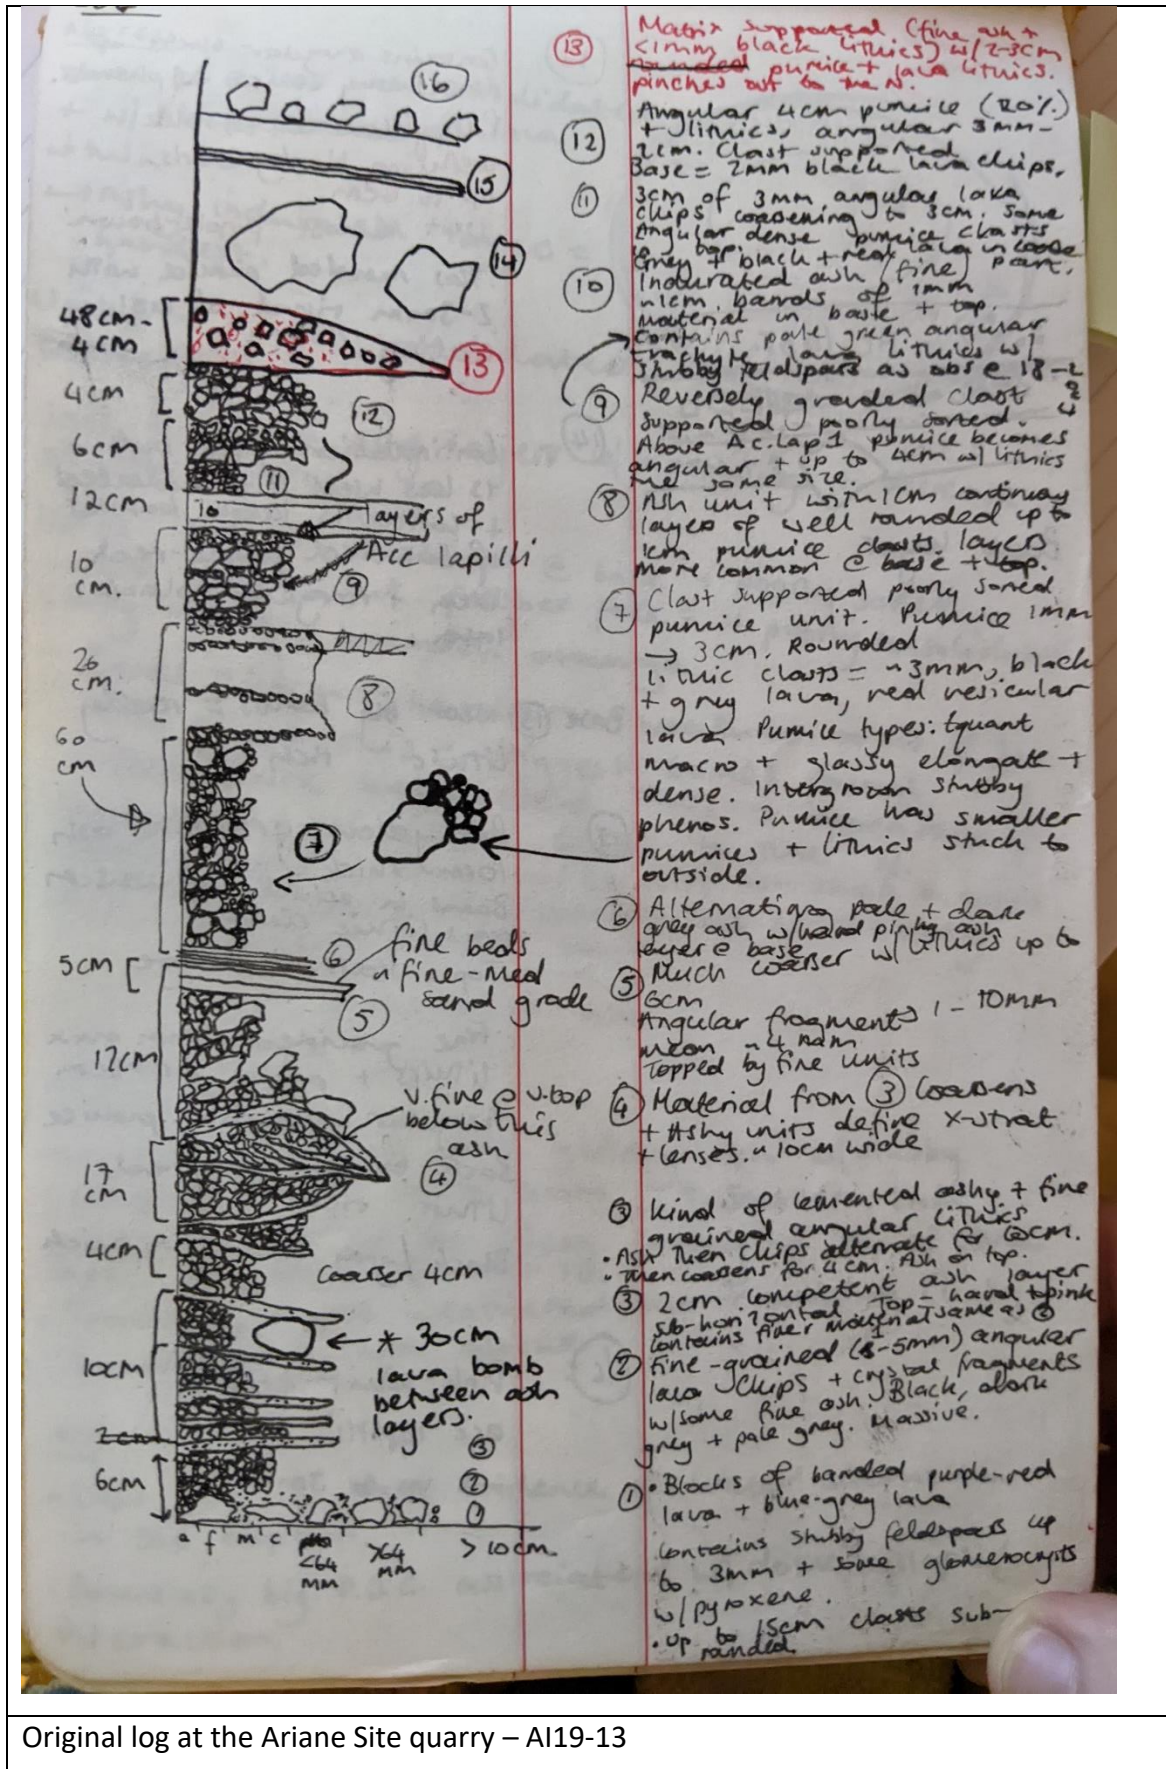 16
15
14
48cm-
4cm
13
4cm
12
6cm
11
12cm
10
layers of
Acc lapilli
10
cm.
9
26
cm.
8
60
cm
7
5cm
6
fine beds
~ fine-med
sand grade
5
12cm
v.fine @ v.top
below this
ash
17
cm
4
4cm
coarser 4cm
* 30cm
lava bomb
between ash
layers.
10cm
2cm
3
6cm
2
1
a f m c <64 mm >64 mm >10cm
13 Matrix supported (fine ash +
<1mm black lithics) w/ 2-3cm
rounded pumice + lava lithics.
pinches out to the N.
12 Angular 4cm pumice (20%)
+ lithics, angular 3mm-
2cm. Clast supported
Base = 2mm black lava chips.
11 3cm of 3mm angular lava
chips coarsening to 3cm. Some
Angular dense pumice clasts
@ top.
Grey + black + red lava in coarse part.
10 Indurated ash (fine)
~1cm bands of 1mm
material in base + top.
Contains pale green angular
trachyte lava lithics w/
stubby feldspars as obs @ 18-2
9 Reversely graded clast
supported poorly sorted.
Above Ac.lap 1 pumice becomes
angular + up to 4cm w/ lithics
the same size.
8 Ash unit with 1cm continuous
layers of well rounded up to
1cm pumice clasts. layers
more common @ base + top.
7 Clast supported poorly sorted
pumice unit. Pumice 1mm
→ 3cm. Rounded
Lithic clasts = ~3mm, black
+ grey lava, red vesicular
lava. Pumice types: Equant
macro + glassy elongate +
dense. Intergrown stubby
phenos. Pumice has smaller
pumices + lithics stuck to
outside.
6 Alternating pale + dark
grey ash w/ hard pink ash
layer @ base
5 Much coarser w/ lithics up to
6cm
Angular fragments 1 - 10mm
mean ~4mm
Topped by fine units
4 Material from 3 coarsens
+ Ashy units define x-strat
+ lenses. ~10cm wide
3 Kind of cemented ashy + fine
grained angular lithics
• Ash then chips alternate for 6cm.
• Then coarsens for 4cm. Ash on top.
3 2cm competent ash layer
sub-horizontal. Top - hard + pink
contains finer material same as 2
2 Fine-grained (1-5mm) angular
lava chips + crystal fragments
w/ some fine ash. Black, dark
grey + pale grey. Massive.
1 • Blocks of banded purple-red
lava + blue-grey lava
contains stubby feldspars up
to 3mm + some glomerocrysts
w/ pyroxene.
• up to 15cm clasts sub-
rounded
Original log at the Ariane Site quarry – AI19-13